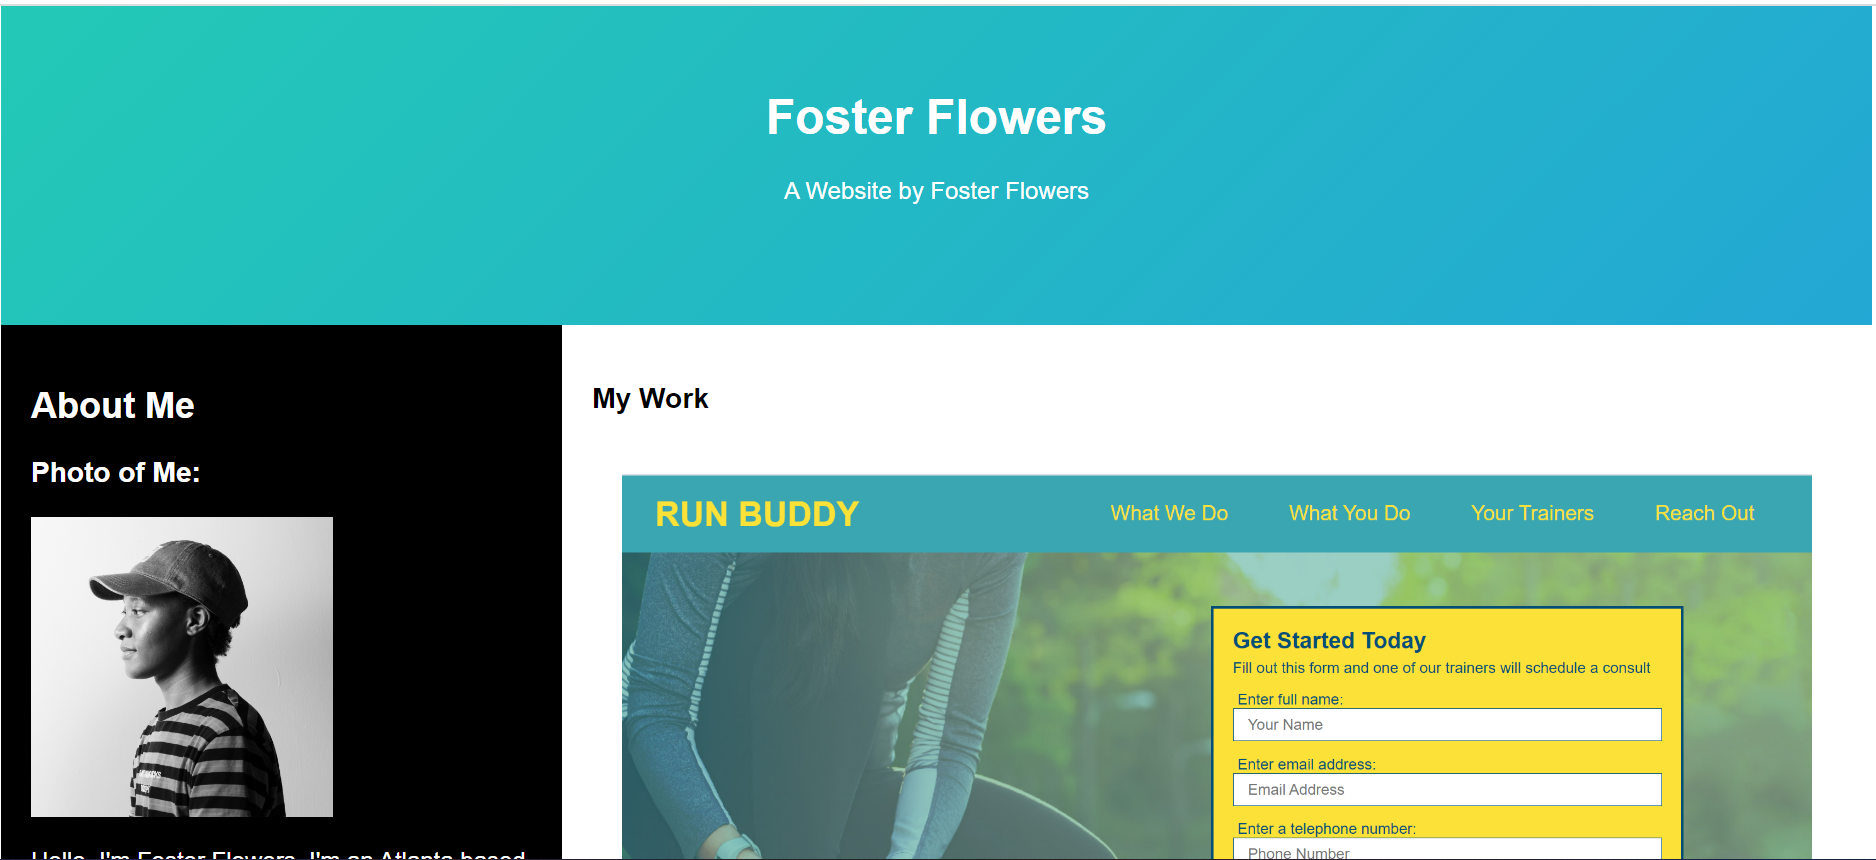 Foster Flowers
A Website by Foster Flowers
About Me
Photo of Me:
Hello, I'm Foster Flowers. I'm an Atlanta based
My Work
RUN BUDDY
What We Do What You Do Your Trainers Reach Out
Get Started Today
Fill out this form and one of our trainers will schedule a consult
Enter full name:
Your Name
Enter email address:
Email Address
Enter a telephone number:
Phone Number